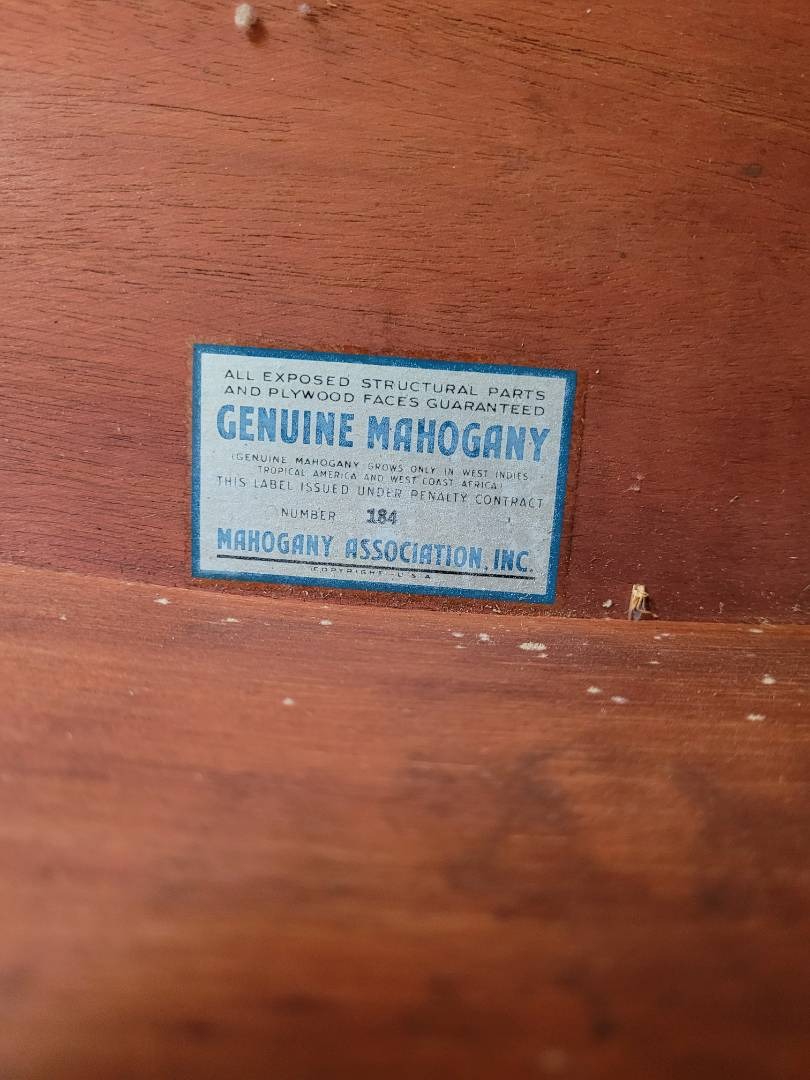 ALL EXPOSED STRUCTURAL PARTS
AND PLYWOOD FACES GUARANTEED
GENUINE MAHOGANY
(GENUINE MAHOGANY GROWS ONLY IN WEST INDIES,
TROPICAL AMERICA AND WEST COAST AFRICA)
THIS LABEL ISSUED UNDER PENALTY CONTRACT
NUMBER 184
MAHOGANY ASSOCIATION, INC.
COPYRIGHT U.S.A.